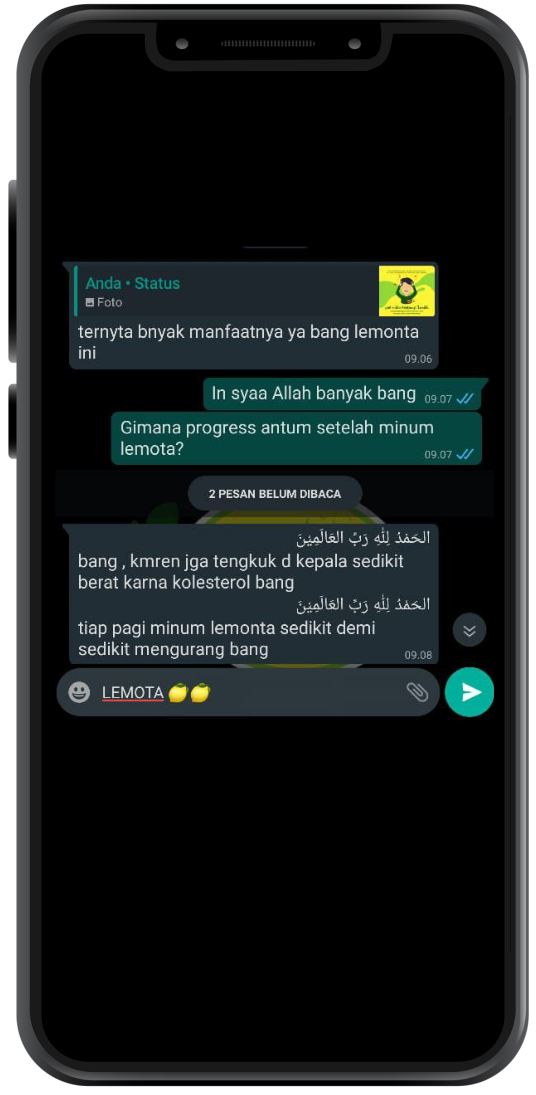 Anda • Status
Foto
ternyta bnyak manfaatnya ya bang lemonta
ini
09.06
In syaa Allah banyak bang
09.07
Gimana progress antum setelah minum
lemota?
09.07
2 PESAN BELUM DIBACA
الحَمْدُ لِلَّهِ رَبِّ العَالَمِيْنَ
bang , kmren jga tengkuk d kepala sedikit
berat karna kolesterol bang
الحَمْدُ لِلَّهِ رَبِّ العَالَمِيْنَ
tiap pagi minum lemonta sedikit demi
sedikit mengurang bang
09.08
LEMOTA 🍋🍋